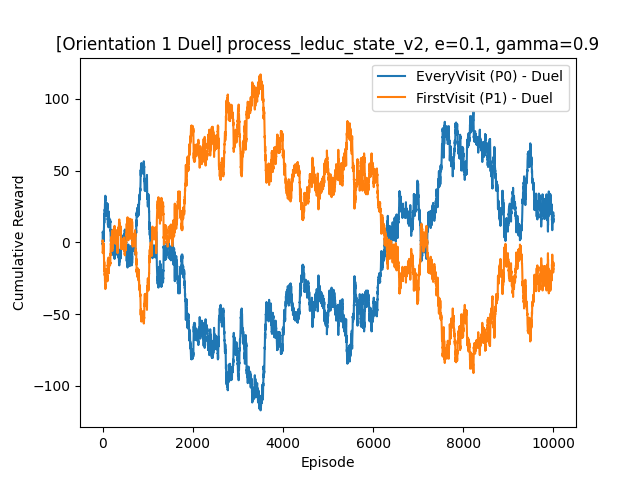 [Orientation 1 Duel] process_leduc_state_v2, e=0.1, gamma=0.9
EveryVisit (P0) - Duel
FirstVisit (P1) - Duel
100
50
0
−50
−100
Cumulative Reward
0 2000 4000 6000 8000 10000
Episode